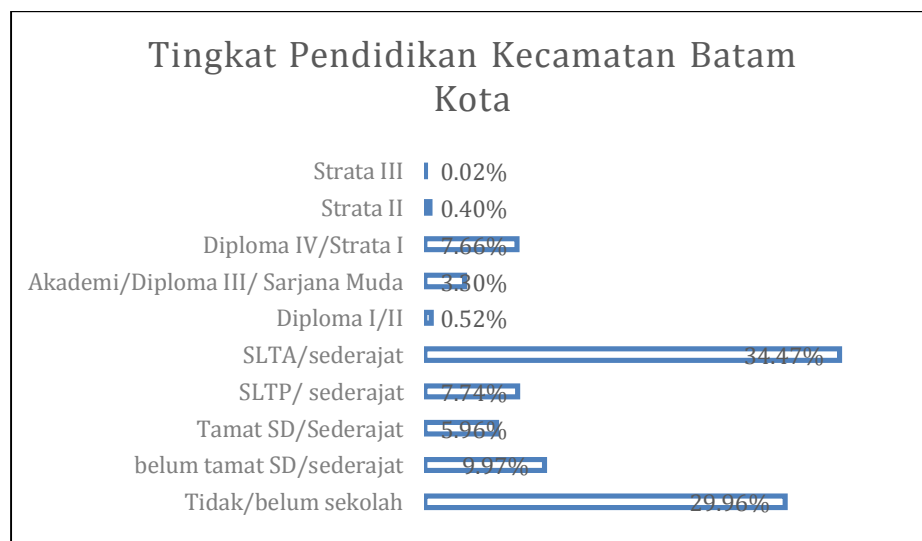 Tingkat Pendidikan Kecamatan Batam
Kota
Strata III 0.02%
Strata II 0.40%
Diploma IV/Strata I 7.66%
Akademi/Diploma III/ Sarjana Muda 3.30%
Diploma I/II 0.52%
SLTA/sederajat 34.47%
SLTP/ sederajat 7.74%
Tamat SD/Sederajat 5.96%
belum tamat SD/sederajat 9.97%
Tidak/belum sekolah 29.96%